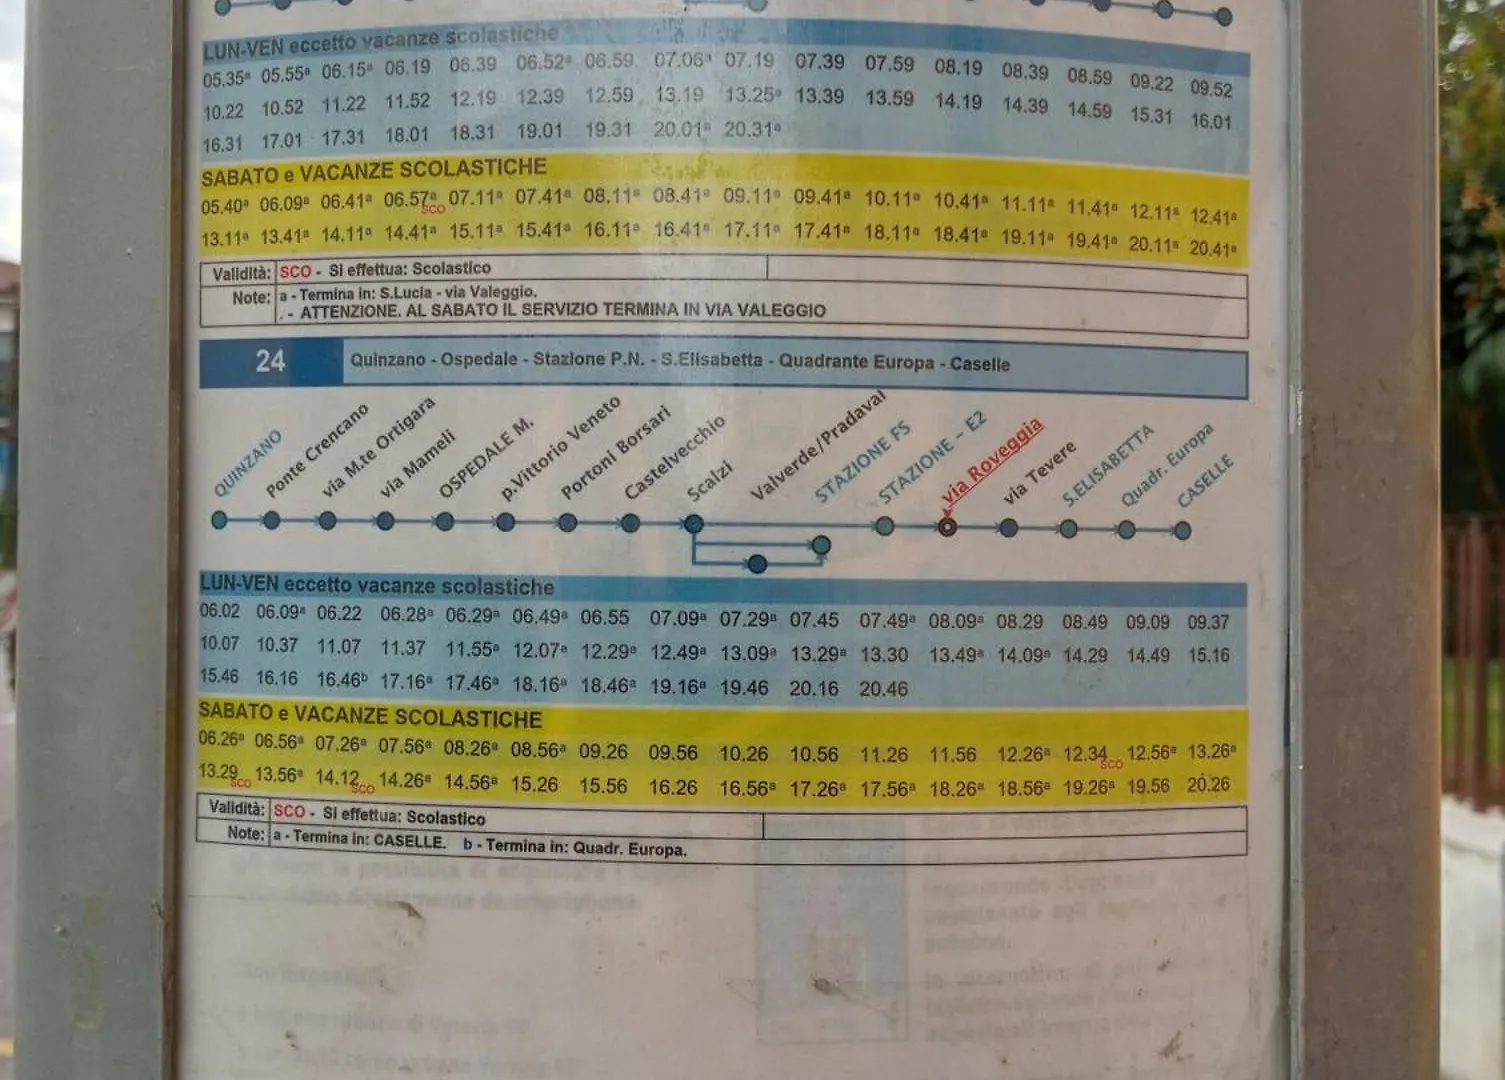 LUN-VEN eccetto vacanze scolastiche
05.35ª 05.55ª 06.15ª 06.19 06.39 06.52ª 06.59 07.06ª 07.19 07.39 07.59 08.19 08.39 08.59 09.22 09.52
10.22 10.52 11.22 11.52 12.19 12.39 12.59 13.19 13.25ª 13.39 13.59 14.19 14.39 14.59 15.31 16.01
16.31 17.01 17.31 18.01 18.31 19.01 19.31 20.01ª 20.31ª
SABATO e VACANZE SCOLASTICHE
05.40ª 06.09ª 06.41ª 06.57ª SCO 07.11ª 07.41ª 08.11ª 08.41ª 09.11ª 09.41ª 10.11ª 10.41ª 11.11ª 11.41ª 12.11ª 12.41ª
13.11ª 13.41ª 14.11ª 14.41ª 15.11ª 15.41ª 16.11ª 16.41ª 17.11ª 17.41ª 18.11ª 18.41ª 19.11ª 19.41ª 20.11ª 20.41ª
Validità: SCO - Si effettua: Scolastico
Note: a - Termina in: S.Lucia - via Valeggio.
. - ATTENZIONE. AL SABATO IL SERVIZIO TERMINA IN VIA VALEGGIO
24 Quinzano - Ospedale - Stazione P.N. - S.Elisabetta - Quadrante Europa - Caselle
QUINZANO
Ponte Crencano
via M.te Ortigara
via Mameli
OSPEDALE M.
p.Vittorio Veneto
Portoni Borsari
Castelvecchio
Scalzi
Valverde/Pradaval
STAZIONE FS
STAZIONE - E2
via Roveggia
via Tevere
S.ELISABETTA
Quadr. Europa
CASELLE
LUN-VEN eccetto vacanze scolastiche
06.02 06.09ª 06.22 06.28ª 06.29ª 06.49ª 06.55 07.09ª 07.29ª 07.45 07.49ª 08.09ª 08.29 08.49 09.09 09.37
10.07 10.37 11.07 11.37 11.55ª 12.07ª 12.29ª 12.49ª 13.09ª 13.29ª 13.30 13.49ª 14.09ª 14.29 14.49 15.16
15.46 16.16 16.46ᵇ 17.16ª 17.46ª 18.16ª 18.46ª 19.16ª 19.46 20.16 20.46
SABATO e VACANZE SCOLASTICHE
06.26ª 06.56ª 07.26ª 07.56ª 08.26ª 08.56ª 09.26 09.56 10.26 10.56 11.26 11.56 12.26ª 12.34 SCO 12.56ª 13.26ª
13.29 SCO 13.56ª 14.12 SCO 14.26ª 14.56ª 15.26 15.56 16.26 16.56ª 17.26ª 17.56ª 18.26ª 18.56ª 19.26ª 19.56 20.26
Validità: SCO - Si effettua: Scolastico
Note: a - Termina in: CASELLE. b - Termina in: Quadr. Europa.